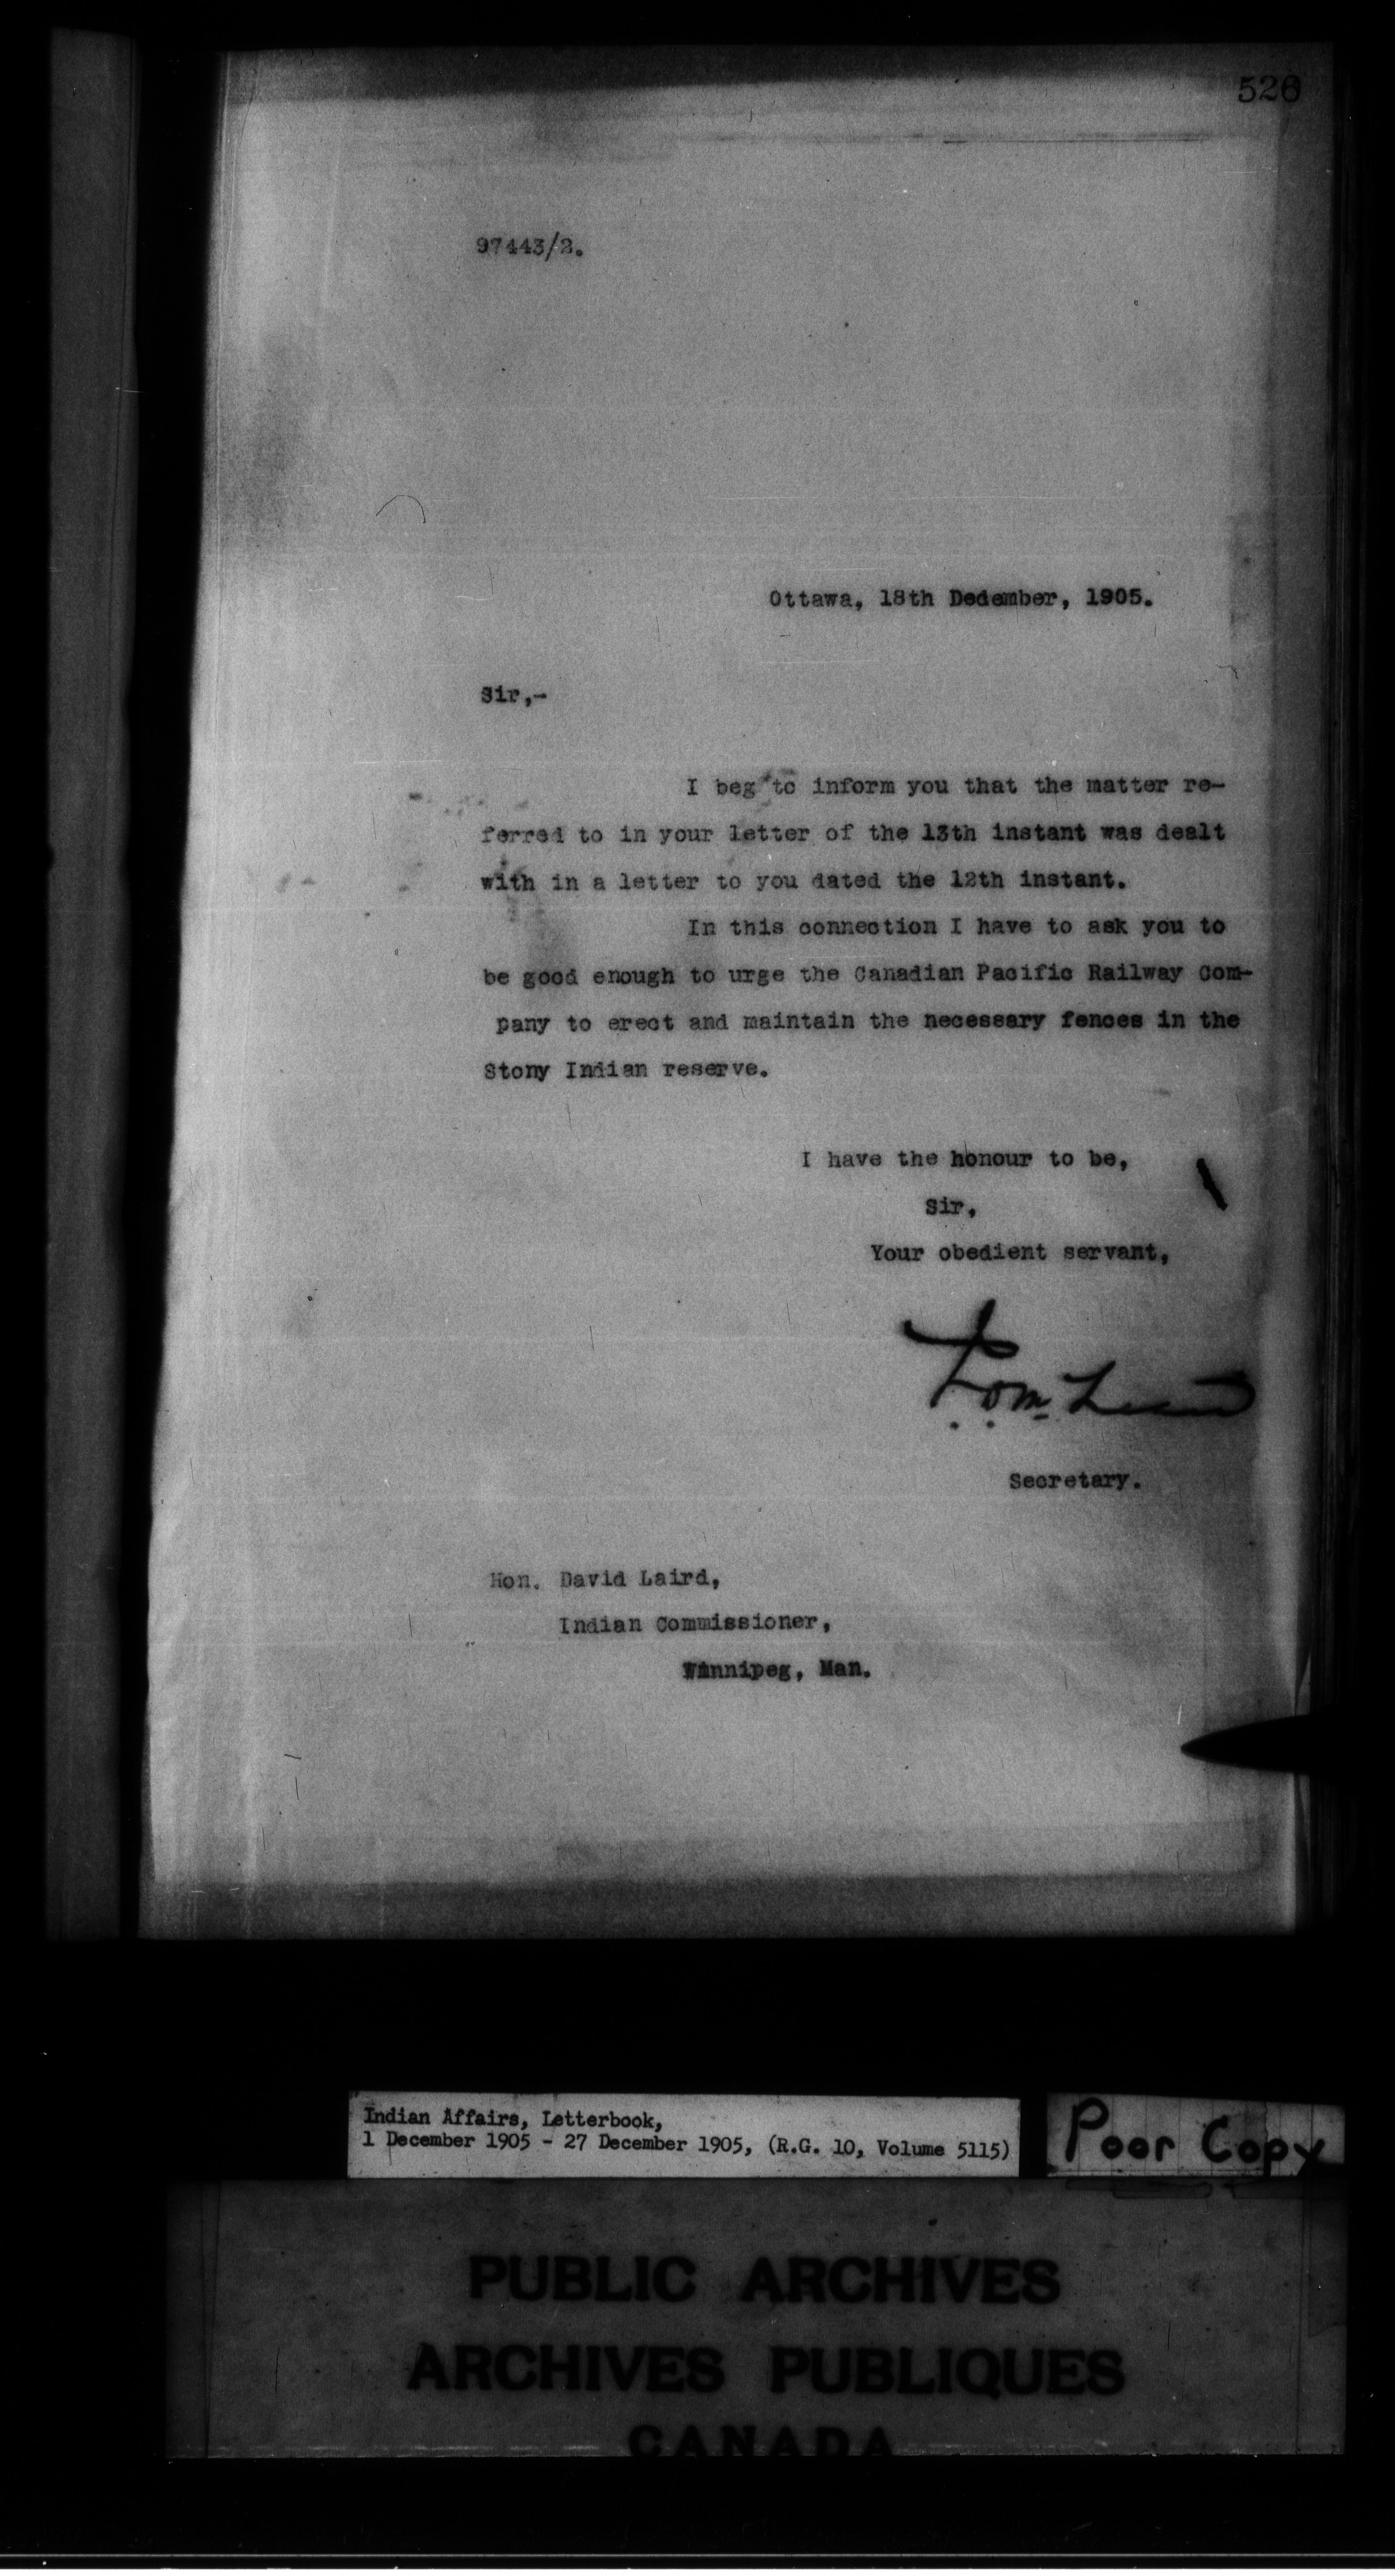 526
97443/2.
Ottawa, 18th Dedember, 1905.
Sir,-
I beg to inform you that the matter re-
ferred to in your letter of the 13th instant was dealt
with in a letter to you dated the 12th instant.
In this connection I have to ask you to
be good enough to urge the Canadian Pacific Railway Com-
pany to erect and maintain the necessary fences in the
Stony Indian reserve.
I have the honour to be,
Sir,
Your obedient servant,
Secretary.
Hon. David Laird,
Indian Commissioner,
Winnipeg, Man.
Indian Affairs, Letterbook,
1 December 1905 - 27 December 1905, (R.G. 10, Volume 5115)
Poor Copy
PUBLIC ARCHIVES
ARCHIVES PUBLIQUES
CANADA